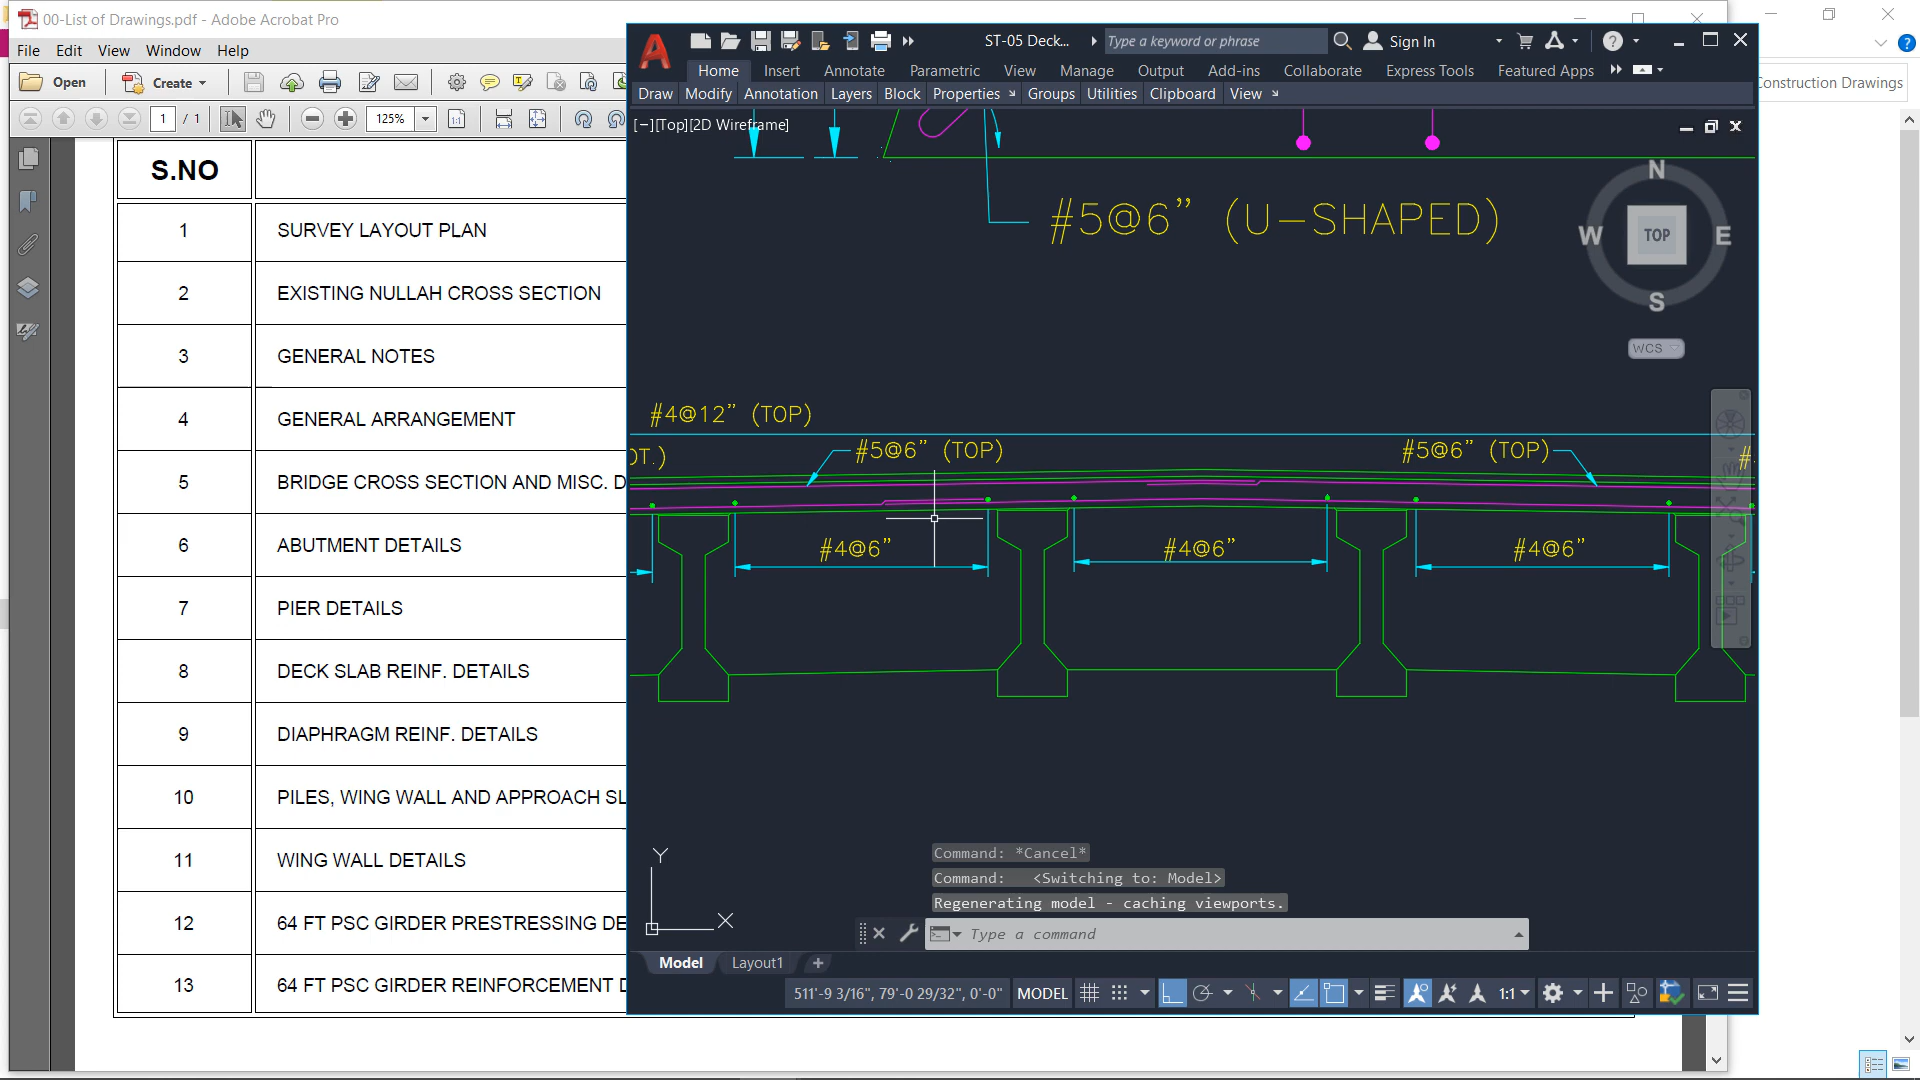 00-List of Drawings.pdf - Adobe Acrobat Pro
File Edit View Window Help
Open Create
1 / 1 125%
S.NO
1 SURVEY LAYOUT PLAN
2 EXISTING NULLAH CROSS SECTION
3 GENERAL NOTES
4 GENERAL ARRANGEMENT
5 BRIDGE CROSS SECTION AND MISC. D
6 ABUTMENT DETAILS
7 PIER DETAILS
8 DECK SLAB REINF. DETAILS
9 DIAPHRAGM REINF. DETAILS
10 PILES, WING WALL AND APPROACH SL
11 WING WALL DETAILS
12 64 FT PSC GIRDER PRESTRESSING DE
13 64 FT PSC GIRDER REINFORCEMENT D
ST-05 Deck... Type a keyword or phrase Sign In
Home Insert Annotate Parametric View Manage Output Add-ins Collaborate Express Tools Featured Apps
Draw Modify Annotation Layers Block Properties Groups Utilities Clipboard View
Construction Drawings
[−][Top][2D Wireframe]
#5@6” (U-SHAPED)
N
W TOP E
S
WCS
#4@12” (TOP)
OT.) #5@6” (TOP) #5@6” (TOP) #
#4@6” #4@6” #4@6”
Y
X
Command: *Cancel*
Command: <Switching to: Model>
Regenerating model - caching viewports.
Type a command
Model Layout1 +
511'-9 3/16", 79'-0 29/32", 0'-0" MODEL 1:1